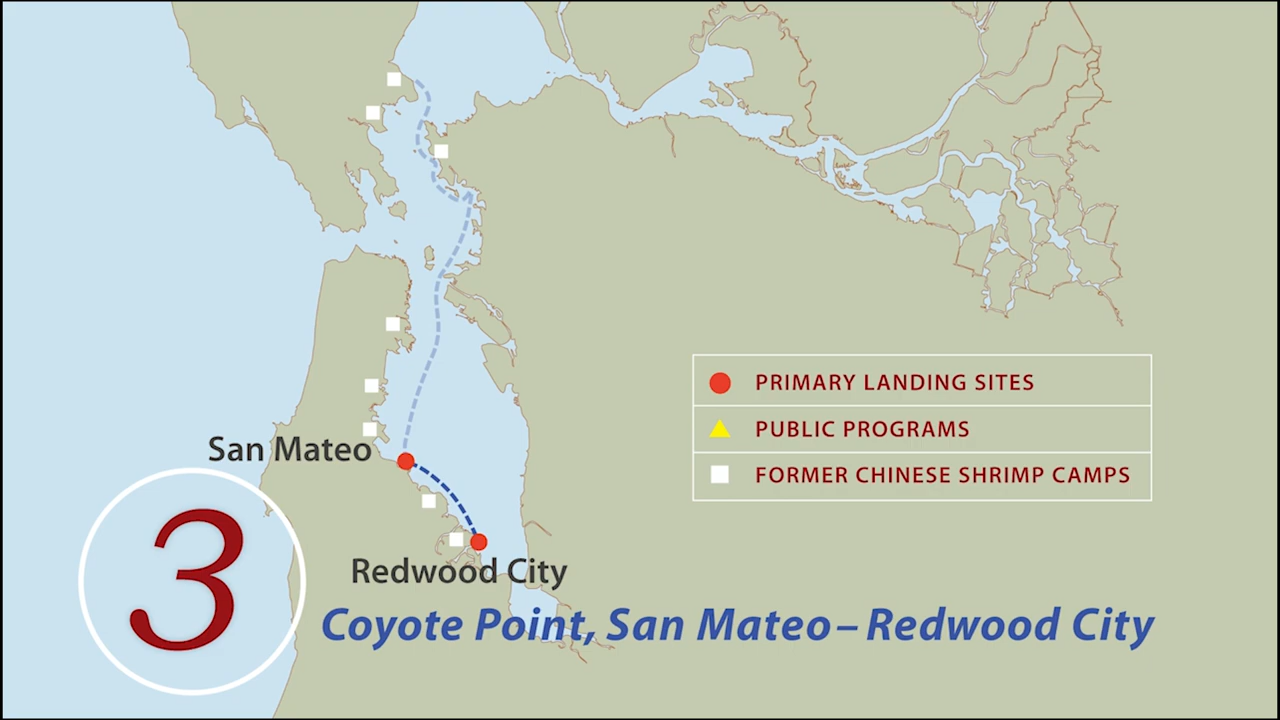 PRIMARY LANDING SITES
PUBLIC PROGRAMS
San Mateo
FORMER CHINESE SHRIMP CAMPS
3
Redwood City
Coyote Point, San Mateo – Redwood City